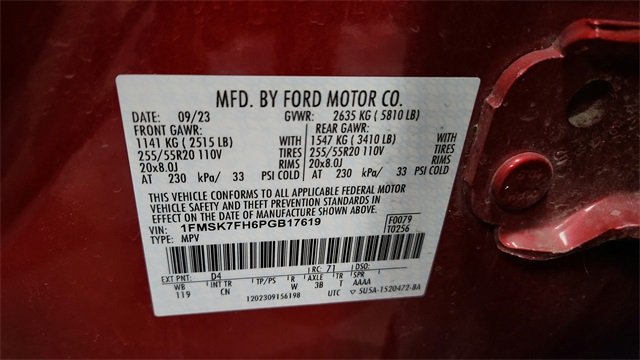 MFD. BY FORD MOTOR CO.
DATE: 09/23 GVWR: 2635 KG ( 5810 LB)
FRONT GAWR: REAR GAWR:
1141 KG ( 2515 LB) WITH 1547 KG ( 3410 LB) WITH
255/55R20 110V TIRES 255/55R20 110V TIRES
20x8.0J RIMS 20x8.0J RIMS
AT 230 kPa/ 33 PSI COLD AT 230 kPa/ 33 PSI COLD
THIS VEHICLE CONFORMS TO ALL APPLICABLE FEDERAL MOTOR
VEHICLE SAFETY AND THEFT PREVENTION STANDARDS IN
EFFECT ON THE DATE OF MANUFACTURE SHOWN ABOVE.
VIN: 1FMSK7FH6PGB17619 F0079
TYPE: MPV T0256
EXT PNT: D4 RC: 71 DSO:
WB INT TR TP/PS R AXLE TR SPR
119 CN W 3B T AAAA
1202309156198 UTC 5U5A-1520472-BA